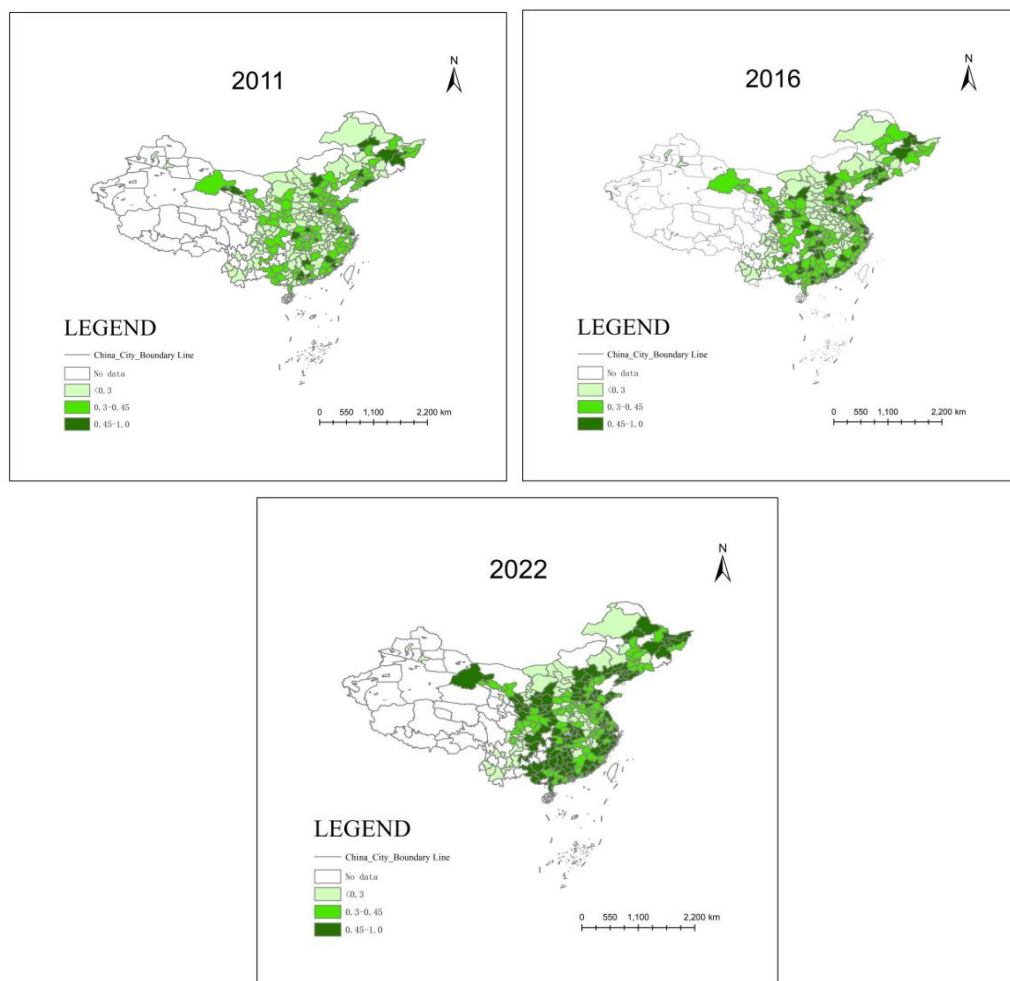 2011
N
LEGEND
China_City_Boundary Line
No data
<0.3
0.3-0.45
0.45-1.0
0 550 1,100 2,200 km
2016
N
LEGEND
China_City_Boundary Line
No data
<0.3
0.3-0.45
0.45-1.0
0 550 1,100 2,200 km
2022
N
LEGEND
China_City_Boundary Line
No data
<0.3
0.3-0.45
0.45-1.0
0 550 1,100 2,200 km